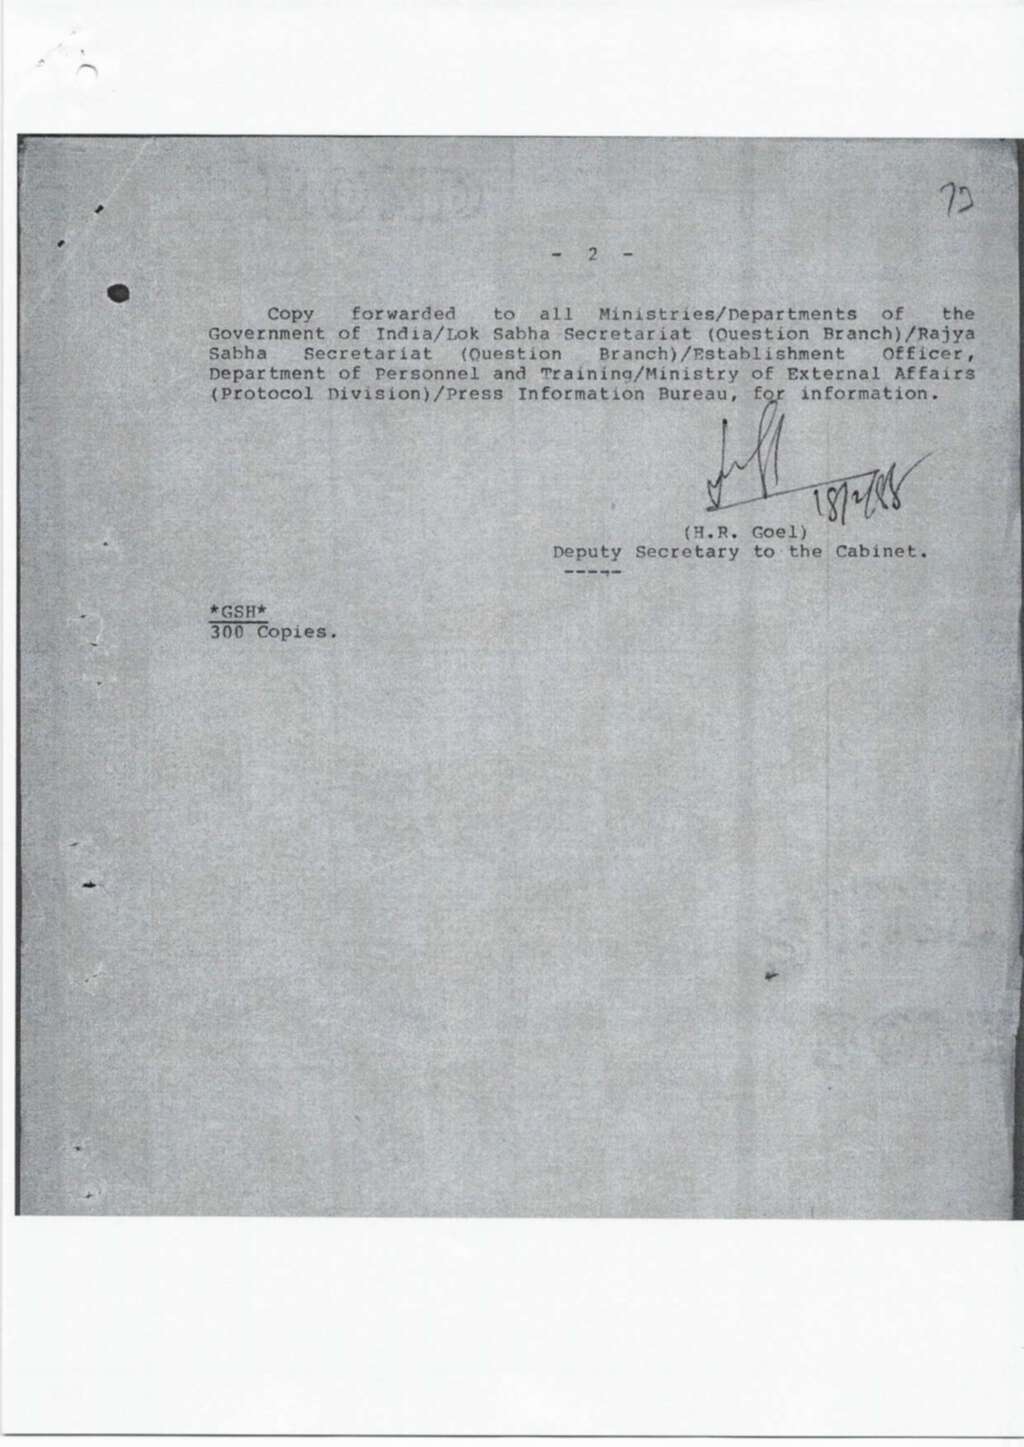 - 2 -
Copy forwarded to all Ministries/Departments of the
Government of India/Lok Sabha Secretariat (Question Branch)/Rajya
Sabha Secretariat (Question Branch)/Establishment Officer,
Department of Personnel and Training/Ministry of External Affairs
(Protocol Division)/Press Information Bureau, for information.
18/2/88
(H.R. Goel)
Deputy Secretary to the Cabinet.
-----
*GSH*
300 Copies.